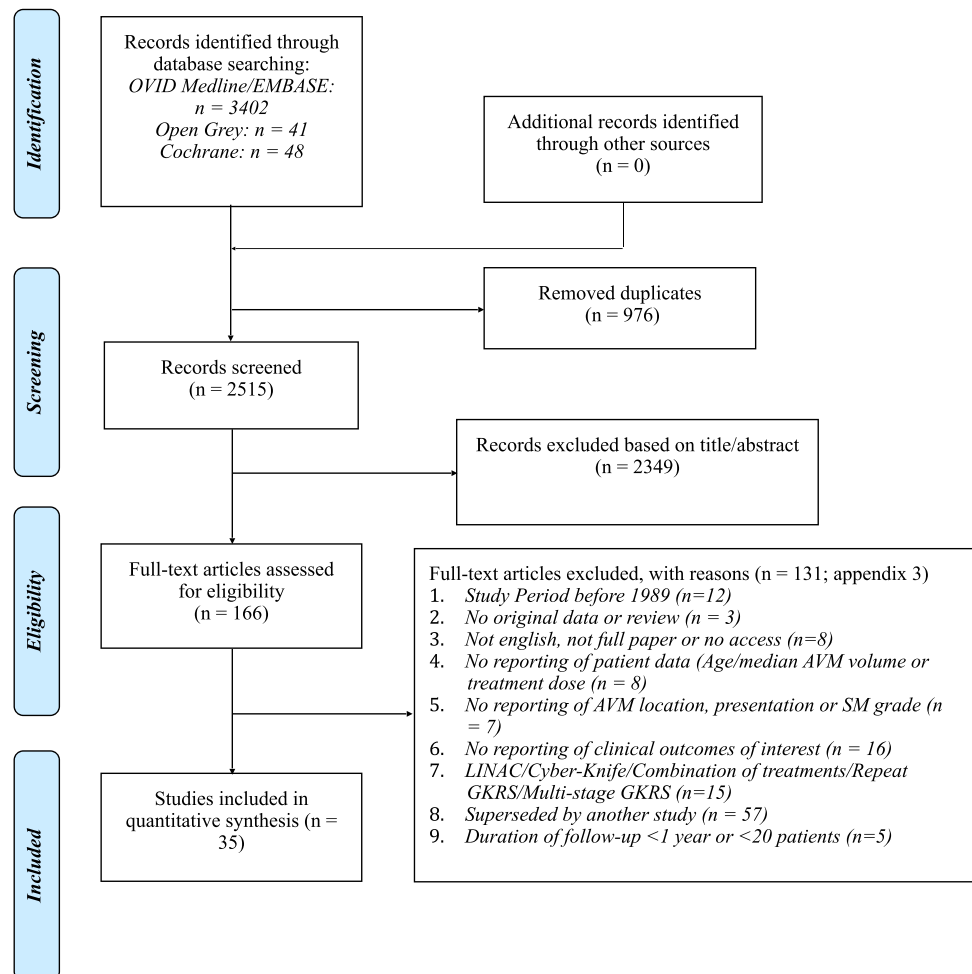 Identification
Records identified through
database searching:
OVID Medline/EMBASE:
n = 3402
Open Grey: n = 41
Cochrane: n = 48
Additional records identified
through other sources
(n = 0)
Screening
Removed duplicates
(n = 976)
Records screened
(n = 2515)
Records excluded based on title/abstract
(n = 2349)
Eligibility
Full-text articles assessed
for eligibility
(n = 166)
Full-text articles excluded, with reasons (n = 131; appendix 3)
1. Study Period before 1989 (n=12)
2. No original data or review (n = 3)
3. Not english, not full paper or no access (n=8)
4. No reporting of patient data (Age/median AVM volume or
treatment dose (n = 8)
5. No reporting of AVM location, presentation or SM grade (n
= 7)
6. No reporting of clinical outcomes of interest (n = 16)
7. LINAC/Cyber-Knife/Combination of treatments/Repeat
GKRS/Multi-stage GKRS (n=15)
8. Superseded by another study (n = 57)
9. Duration of follow-up <1 year or <20 patients (n=5)
Included
Studies included in
quantitative synthesis (n =
35)